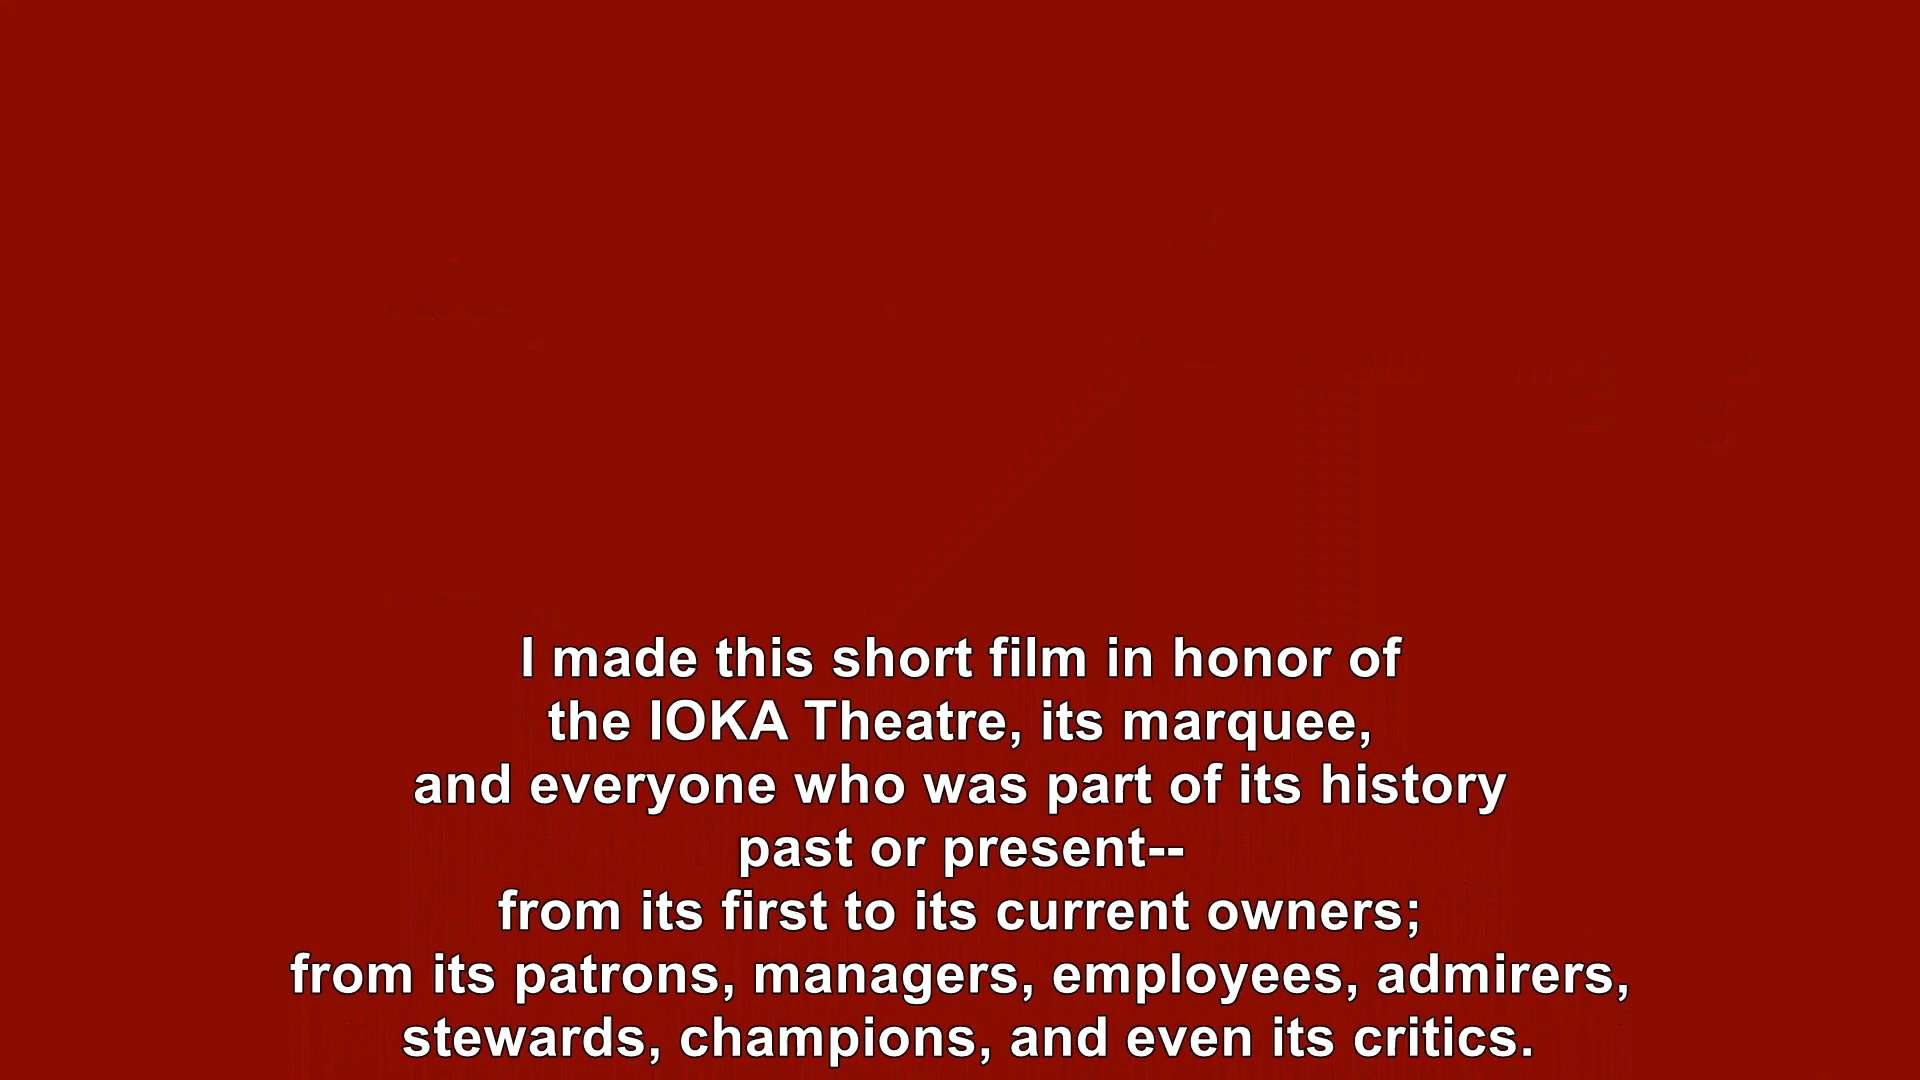 I made this short film in honor of
the IOKA Theatre, its marquee,
and everyone who was part of its history
past or present--
from its first to its current owners;
from its patrons, managers, employees, admirers,
stewards, champions, and even its critics.